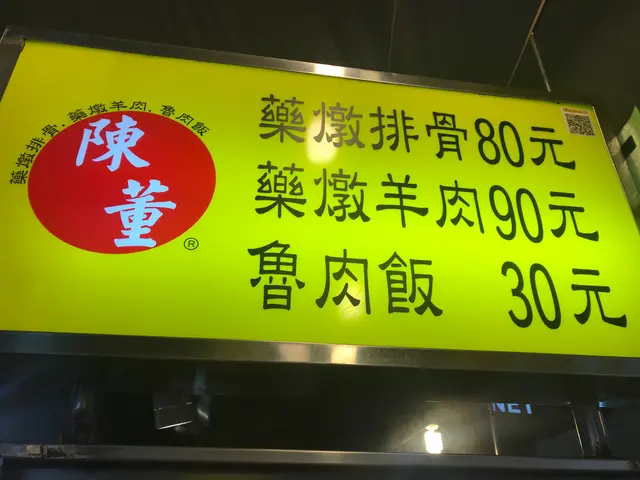 藥燉排骨, 藥燉羊肉, 魯肉飯
陳
董
®
藥燉排骨80元
藥燉羊肉90元
魯肉飯 30元
NET